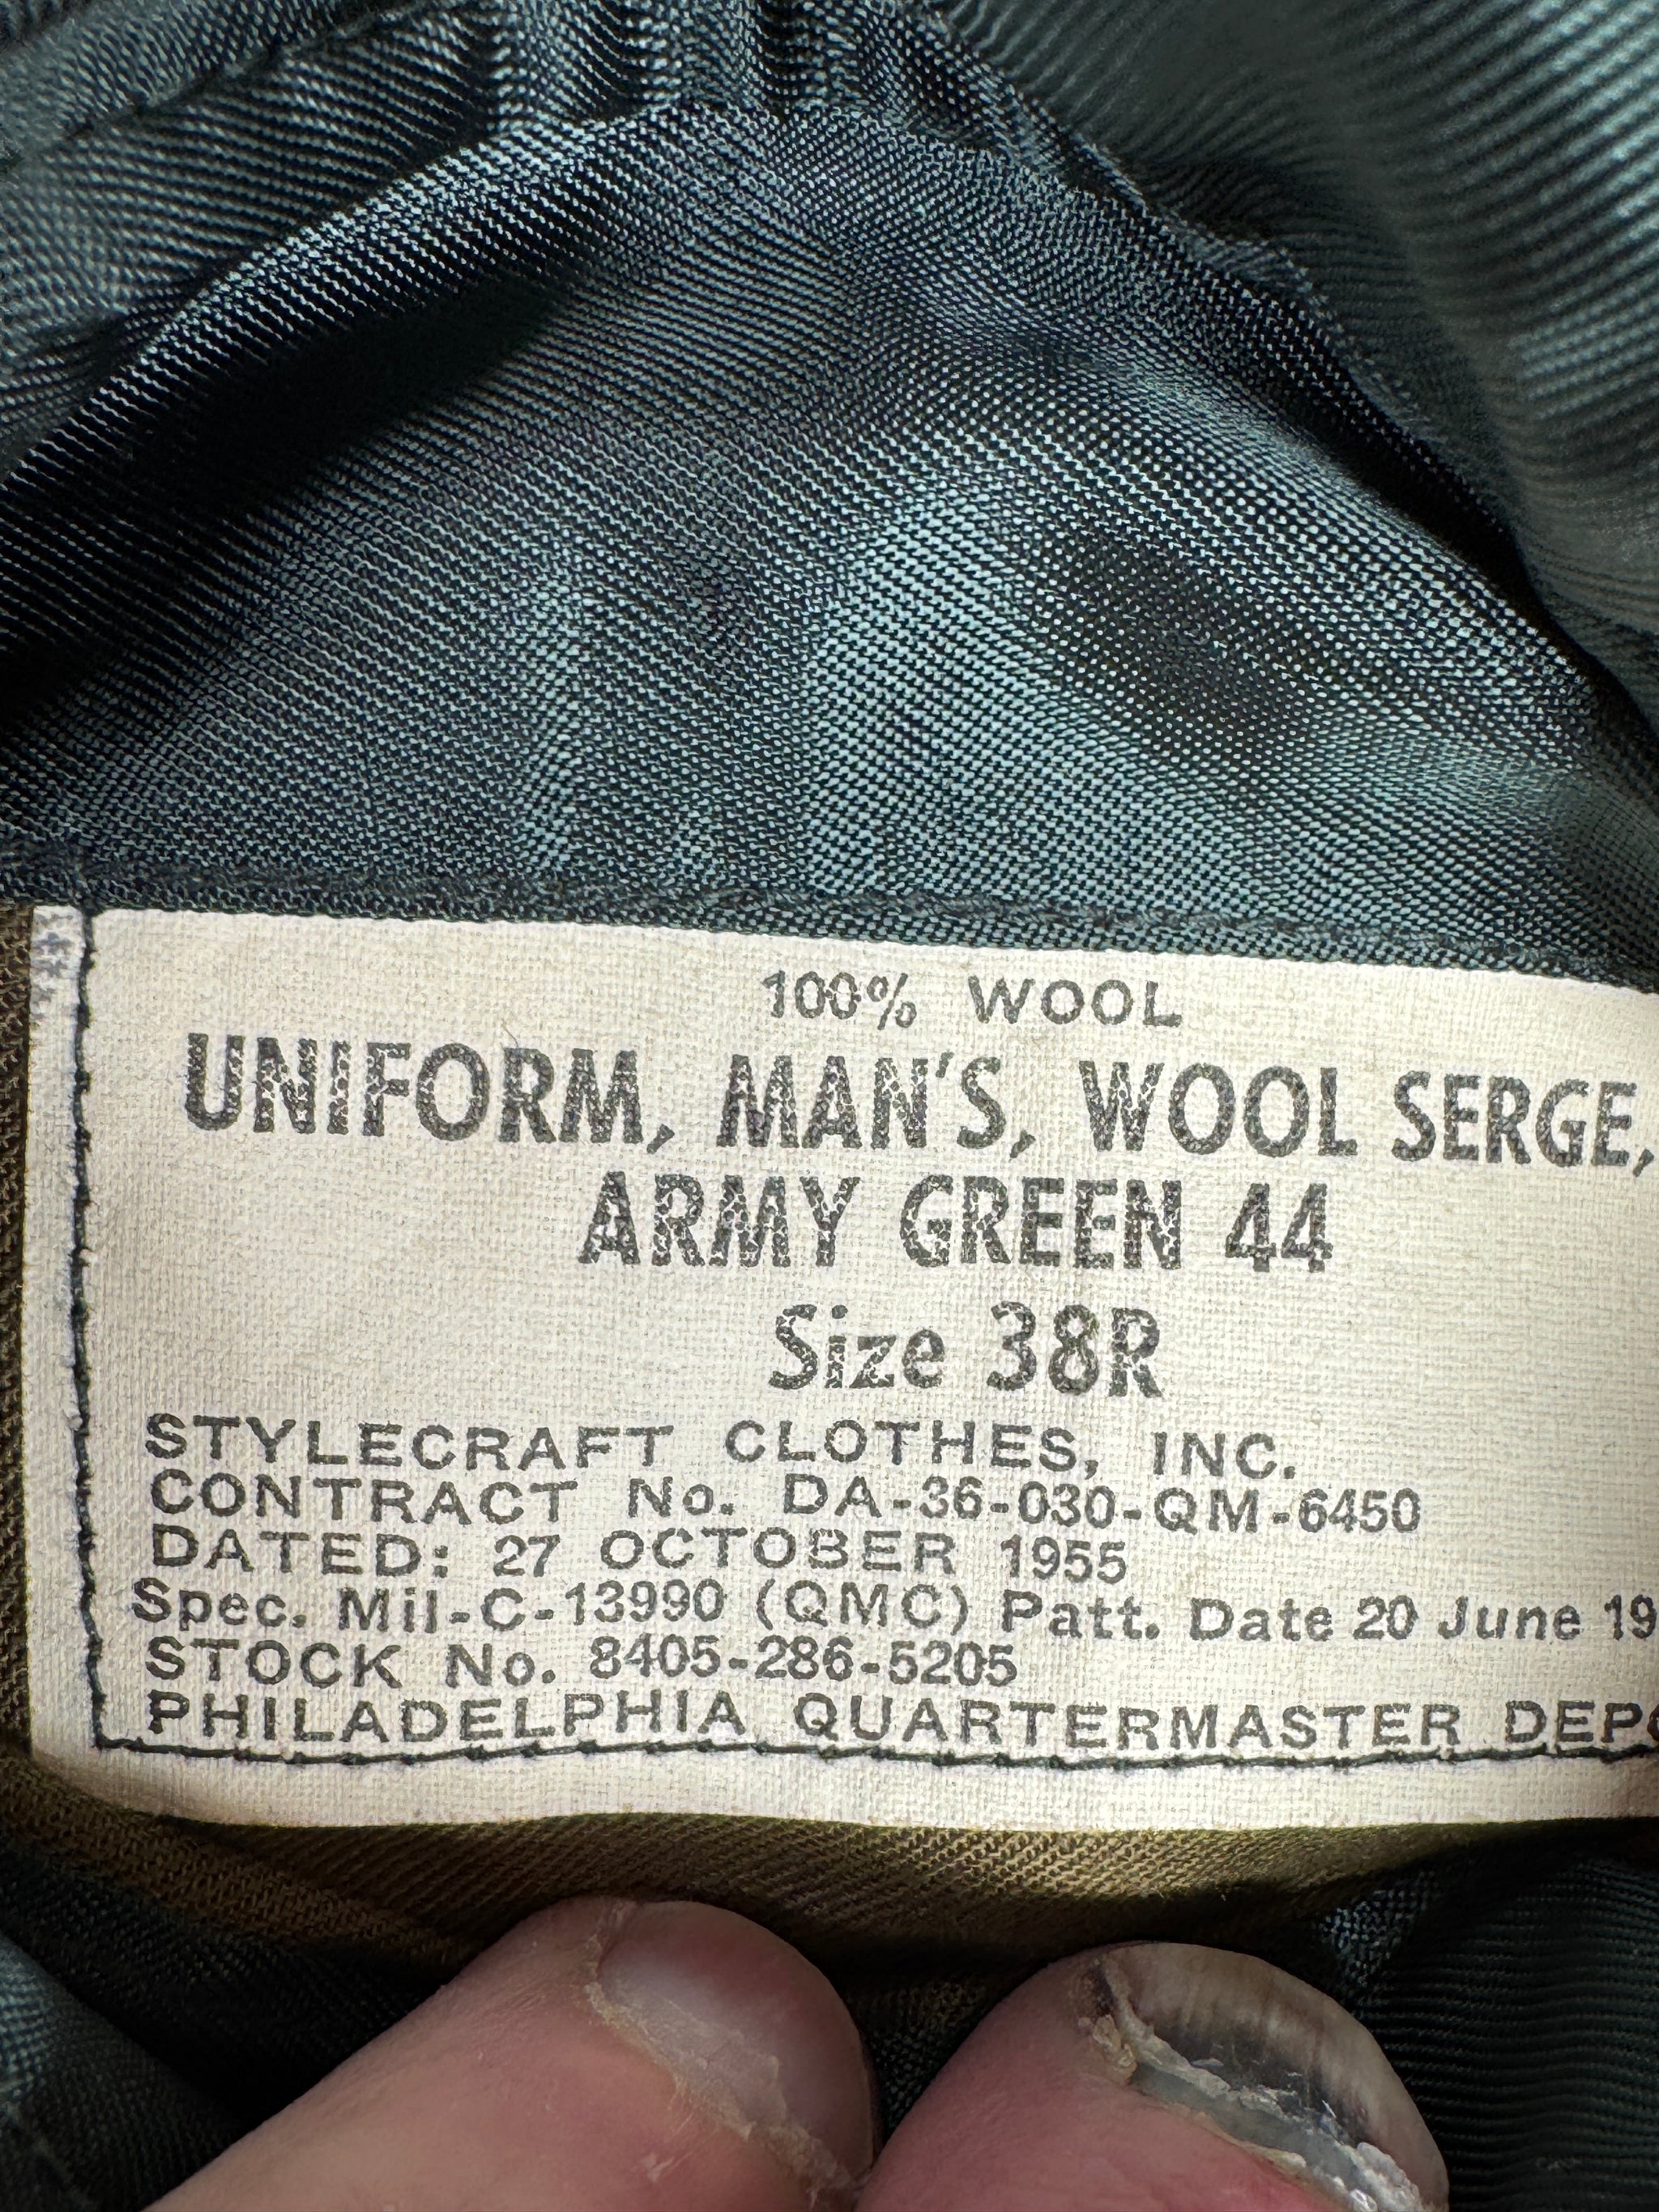 100% WOOL
UNIFORM, MAN'S, WOOL SERGE,
ARMY GREEN 44
Size 38R
STYLECRAFT CLOTHES, INC.
CONTRACT No. DA-36-030-QM-6450
DATED: 27 OCTOBER 1955
Spec. Mil-C-13990 (QMC) Patt. Date 20 June 19
STOCK No. 8405-286-5205
PHILADELPHIA QUARTERMASTER